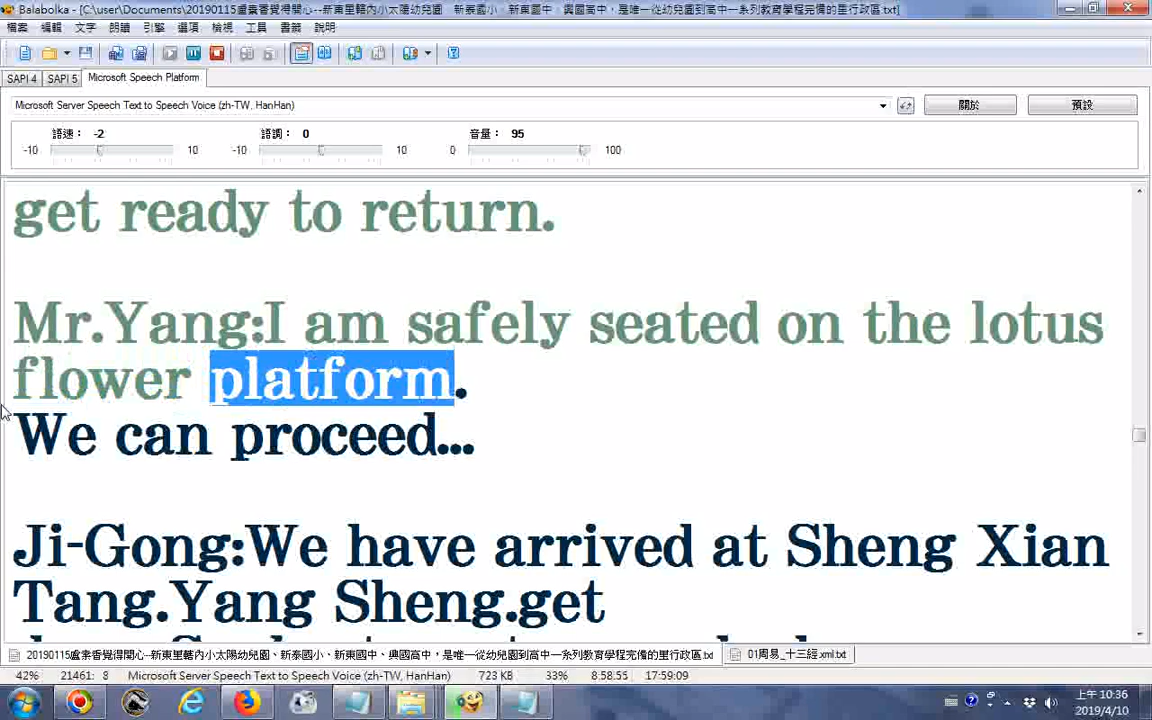 Balabolka - [C:\user\Documents\20190115盧素香覺得開心--新東里轄內小太陽幼兒園、新泰國小、新東國中、興國高中，是唯一從幼兒園到高中一系列教育學程完備的里行政區.txt]
檔案 編輯 文字 朗讀 引擎 選項 檢視 工具 書籤 說明
SAPI 4 SAPI 5 Microsoft Speech Platform
Microsoft Server Speech Text to Speech Voice (zh-TW, HanHan) 關於 預設
語速： -2 語調： 0 音量： 95
-10 10 -10 10 0 100
get ready to return.
Mr.Yang:I am safely seated on the lotus
flower platform.
We can proceed...
Ji-Gong:We have arrived at Sheng Xian
Tang.Yang Sheng.get
20190115盧素香覺得開心--新東里轄內小太陽幼兒園、新泰國小、新東國中、興國高中，是唯一從幼兒園到高中一系列教育學程完備的里行政區.txt 01周易_十三經.xml.txt
42% 21461: 8 Microsoft Server Speech Text to Speech Voice (zh-TW, HanHan) 723 KB 33% 8:58:55 17:59:09
上午 10:36
2019/4/10